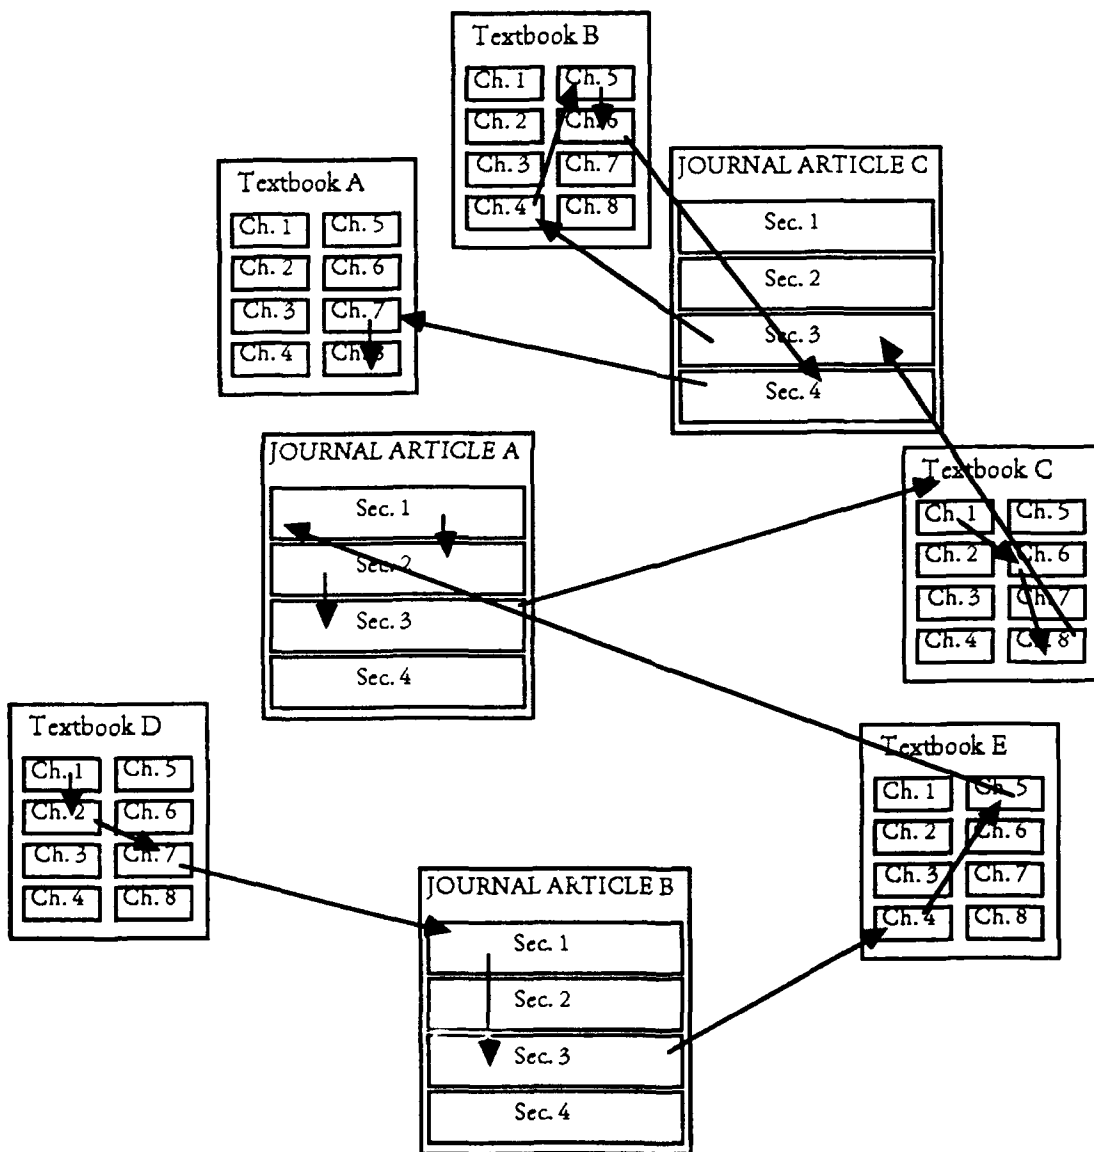 Textbook B
Ch. 1 Ch. 5
Ch. 2 Ch. 6
Ch. 3 Ch. 7
Ch. 4 Ch. 8
JOURNAL ARTICLE C
Sec. 1
Sec. 2
Sec. 3
Sec. 4
Textbook A
Ch. 1 Ch. 5
Ch. 2 Ch. 6
Ch. 3 Ch. 7
Ch. 4 Ch. 8
JOURNAL ARTICLE A
Sec. 1
Sec. 2
Sec. 3
Sec. 4
Textbook C
Ch. 1 Ch. 5
Ch. 2 Ch. 6
Ch. 3 Ch. 7
Ch. 4 Ch. 8
Textbook D
Ch. 1 Ch. 5
Ch. 2 Ch. 6
Ch. 3 Ch. 7
Ch. 4 Ch. 8
Textbook E
Ch. 1 Ch. 5
Ch. 2 Ch. 6
Ch. 3 Ch. 7
Ch. 4 Ch. 8
JOURNAL ARTICLE B
Sec. 1
Sec. 2
Sec. 3
Sec. 4